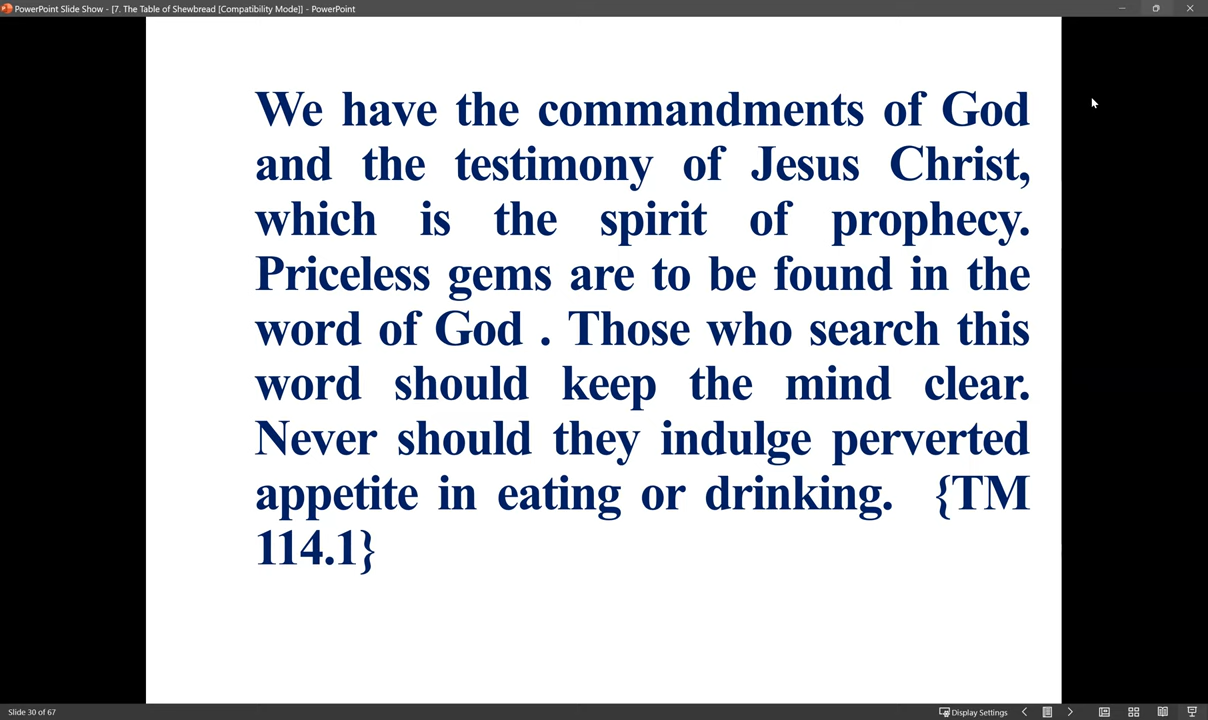 PowerPoint Slide Show - [7. The Table of Shewbread [Compatibility Mode]] - PowerPoint
We have the commandments of God
and the testimony of Jesus Christ,
which is the spirit of prophecy.
Priceless gems are to be found in the
word of God . Those who search this
word should keep the mind clear.
Never should they indulge perverted
appetite in eating or drinking. {TM
114.1}
Slide 30 of 67
Display Settings